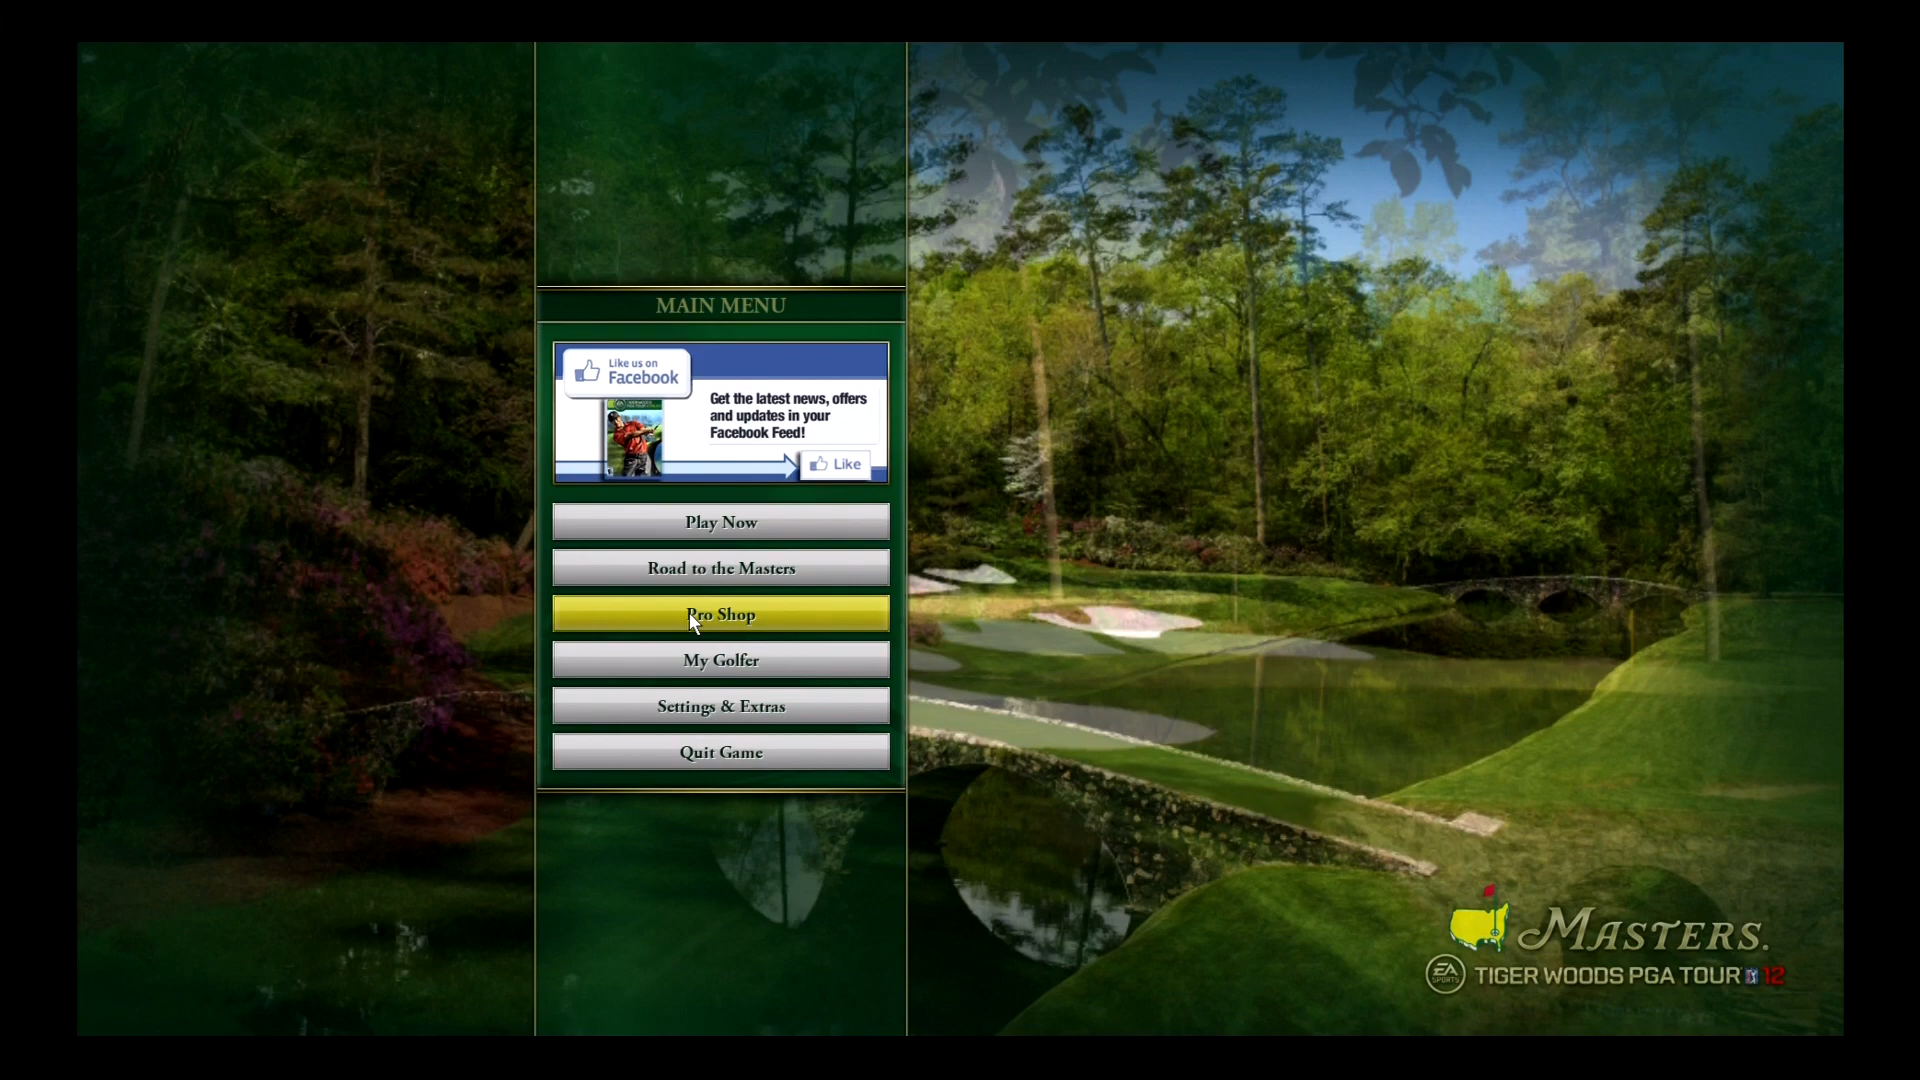 MAIN MENU
Like us on
Facebook
Get the latest news, offers
and updates in your
Facebook Feed!
Like
Play Now
Road to the Masters
Pro Shop
My Golfer
Settings & Extras
Quit Game
MASTERS.
EA SPORTS TIGER WOODS PGA TOUR 12